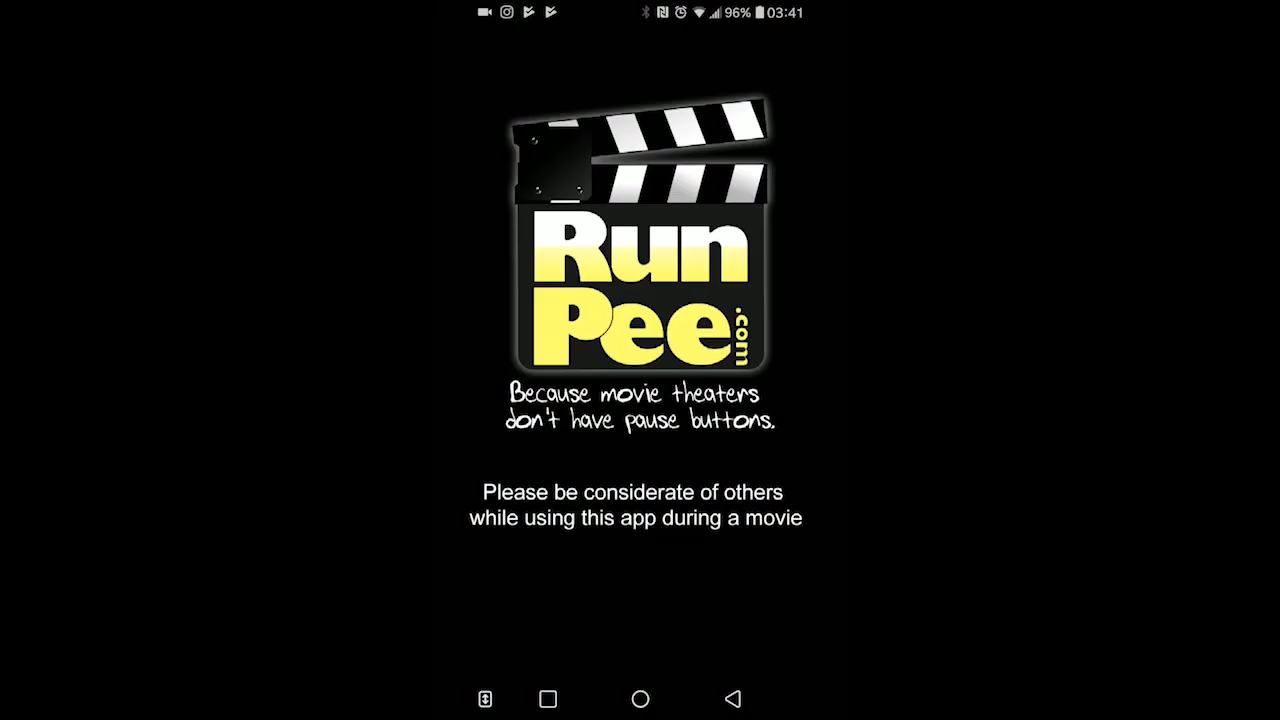 96% 03:41
Run
Pee
.com
Because movie theaters
don't have pause buttons.
Please be considerate of others
while using this app during a movie